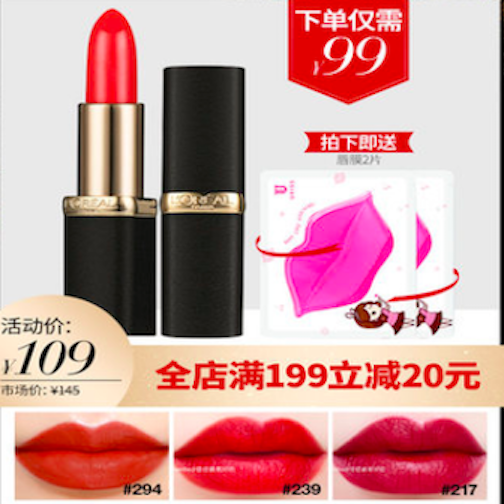 下单仅需
¥99
拍下即送
唇膜2片
L'ORÉAL
活动价:
¥109
市场价: ¥145
全店满199立减20元
#294
#239
#217